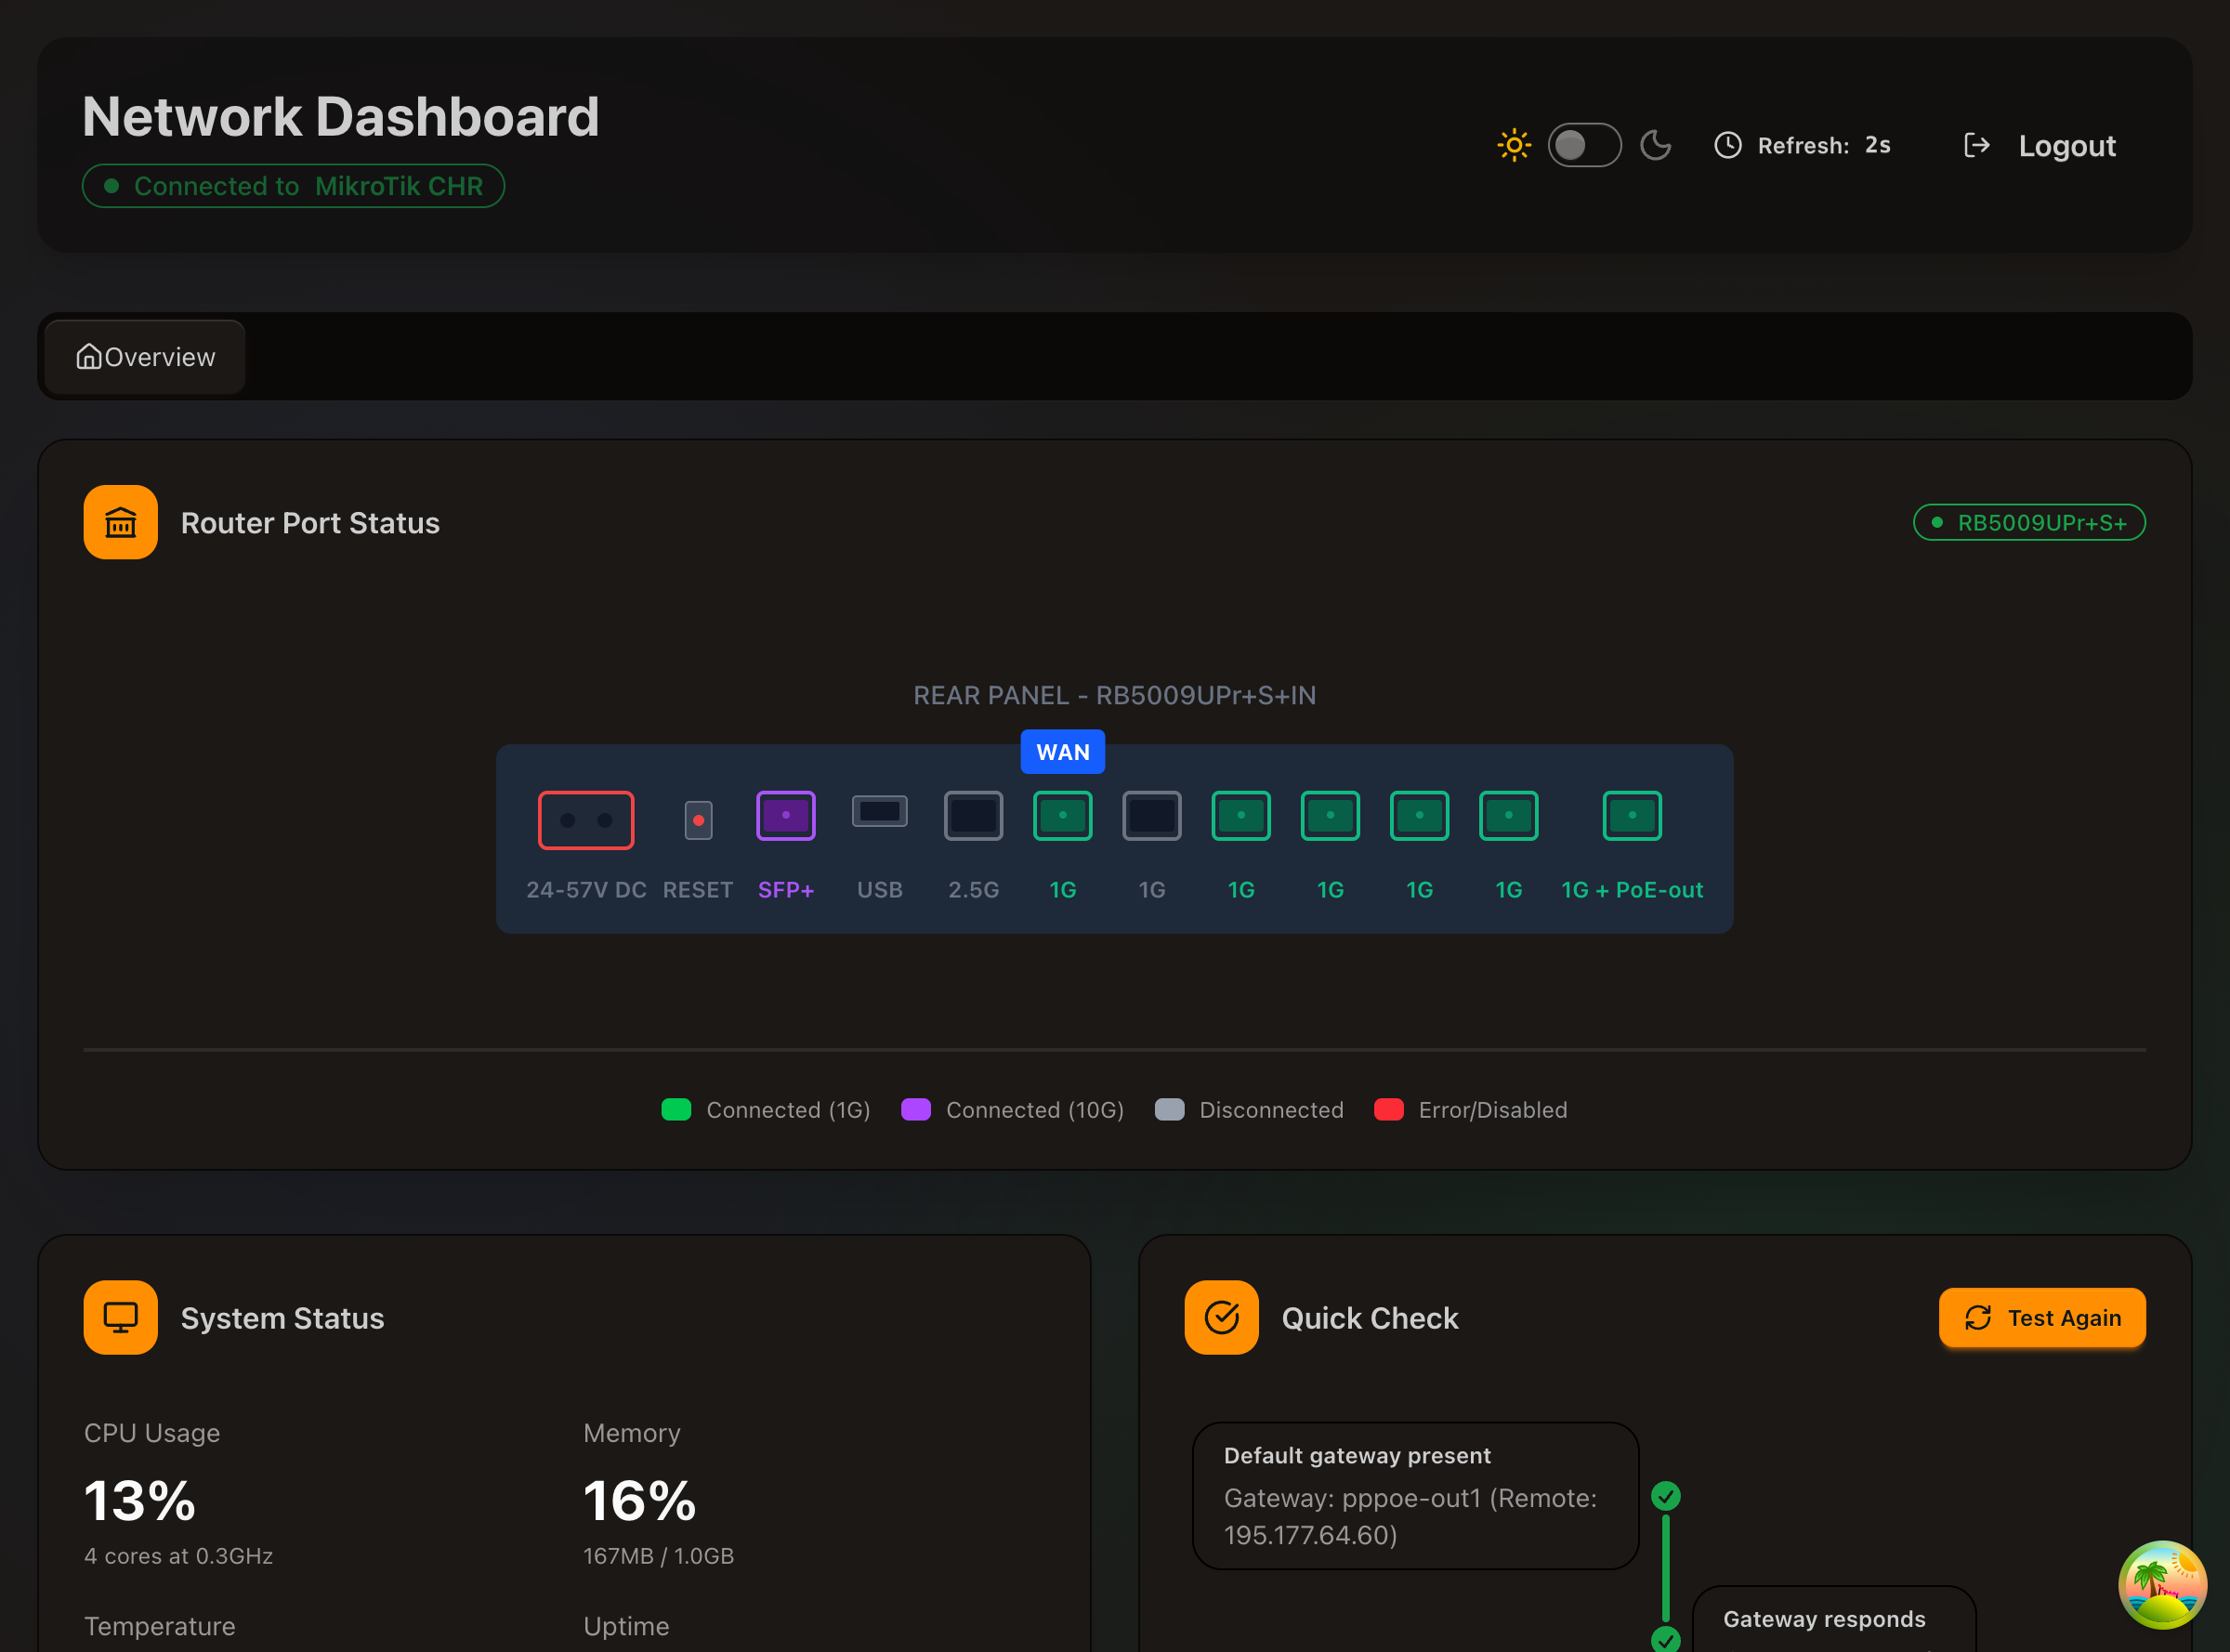 Network Dashboard
Connected to MikroTik CHR
Refresh: 2s
Logout
Overview
Router Port Status
RB5009UPr+S+
REAR PANEL - RB5009UPr+S+IN
WAN
24-57V DC RESET SFP+ USB 2.5G 1G 1G 1G 1G 1G 1G 1G + PoE-out
Connected (1G) Connected (10G) Disconnected Error/Disabled
System Status
CPU Usage
13%
4 cores at 0.3GHz
Memory
16%
167MB / 1.0GB
Temperature
Uptime
Quick Check
Test Again
Default gateway present
Gateway: pppoe-out1 (Remote:
195.177.64.60)
Gateway responds